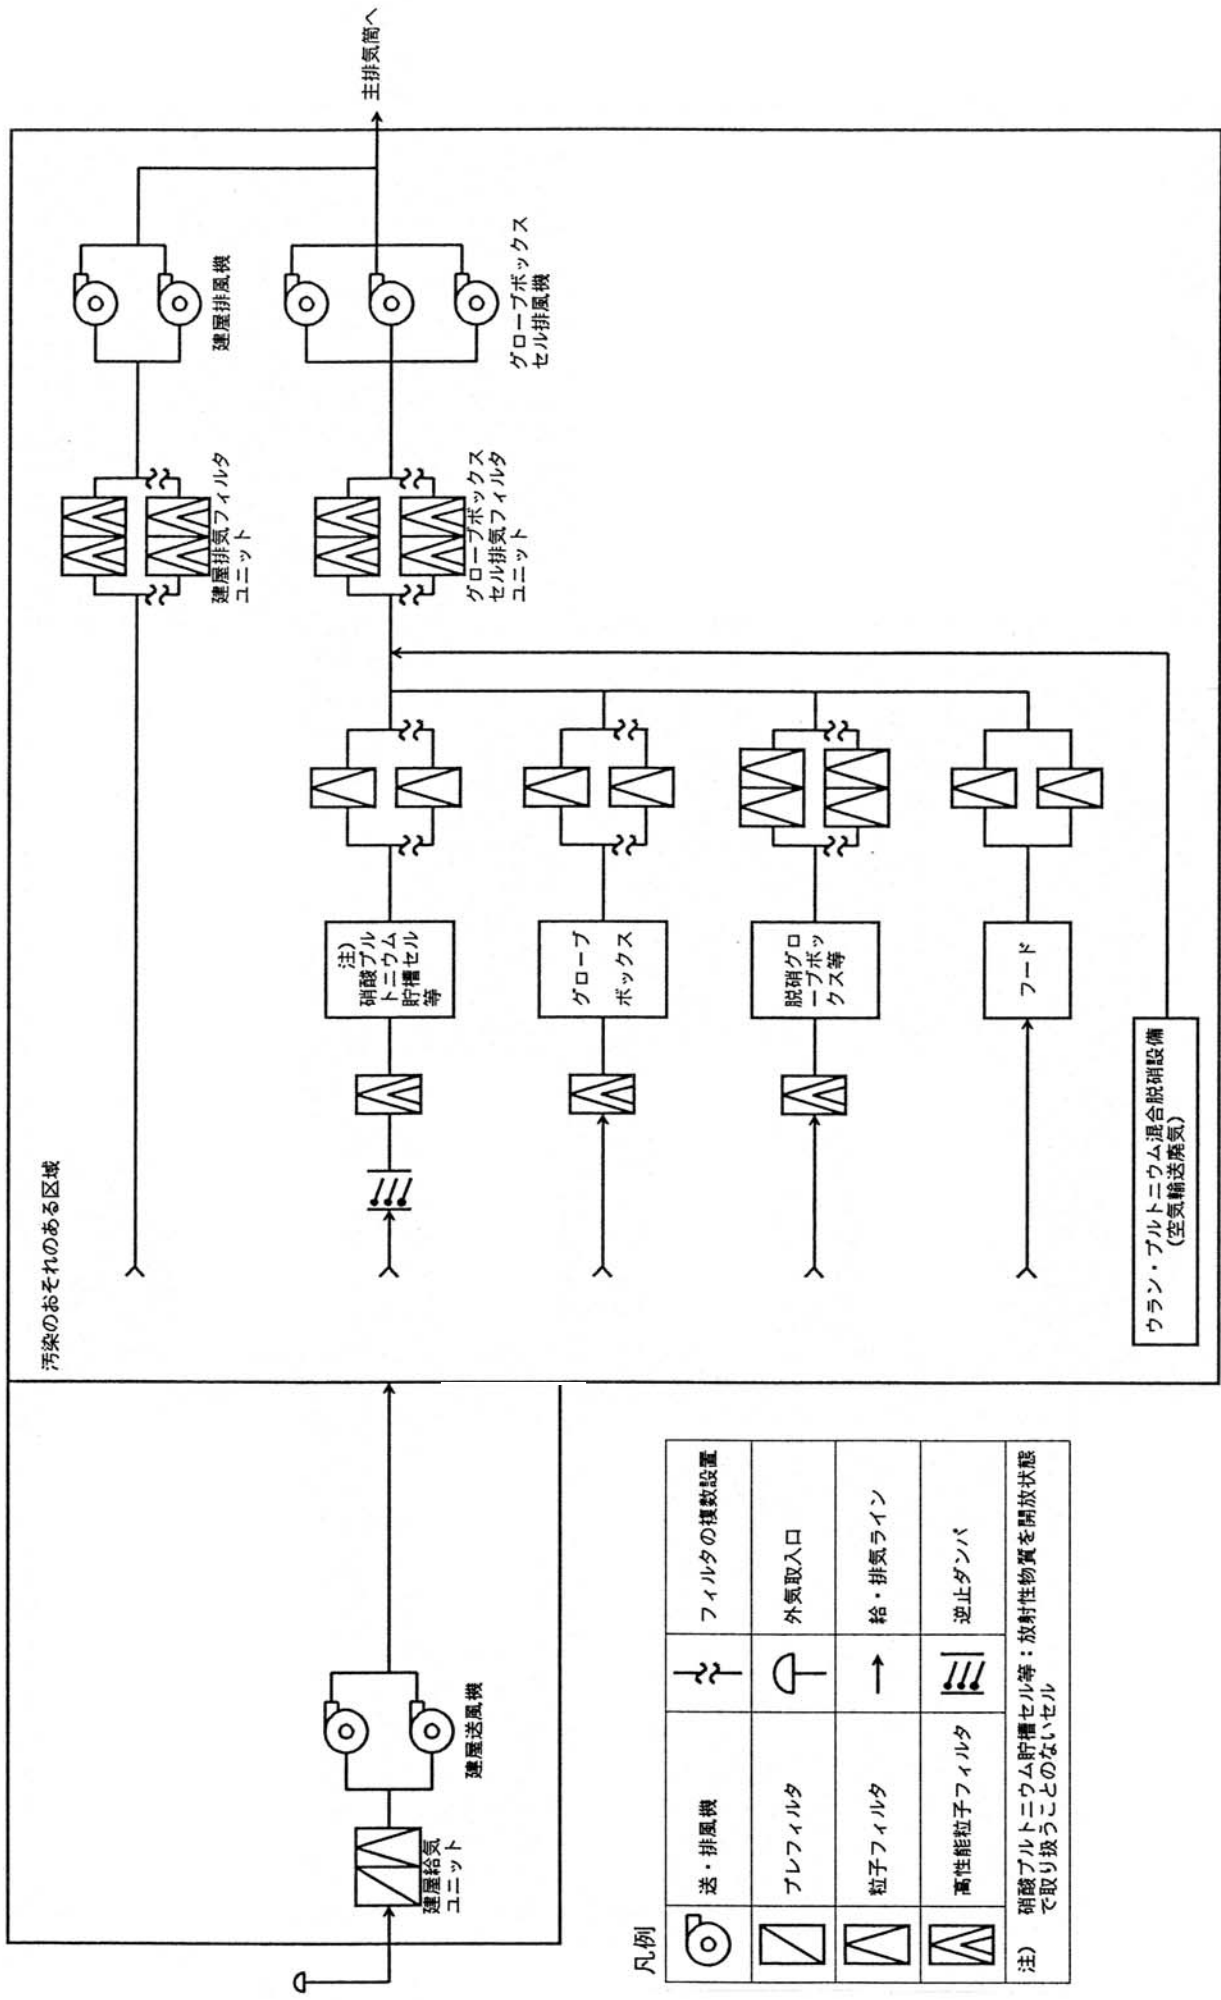 汚染のおそれのある区域
主排気筒へ
建屋排風機
グローブボックス
セル排風機
建屋排気フィルタ
ユニット
グローブボックス
セル排気フィルタ
ユニット
注)
硝酸プル
トニウム
貯槽セル
等
グローブ
ボックス
脱硝グロ
ーブボッ
クス等
フード
ウラン・プルトニウム混合脱硝設備
(空気輸送廃気)
建屋給気
ユニット
建屋送風機
凡例
送・排風機
フィルタの複数設置
プレフィルタ
外気取入口
粒子フィルタ
給・排気ライン
高性能粒子フィルタ
逆止ダンパ
注) 硝酸プルトニウム貯槽セル等:放射性物質を開放状態
で取り扱うことのないセル